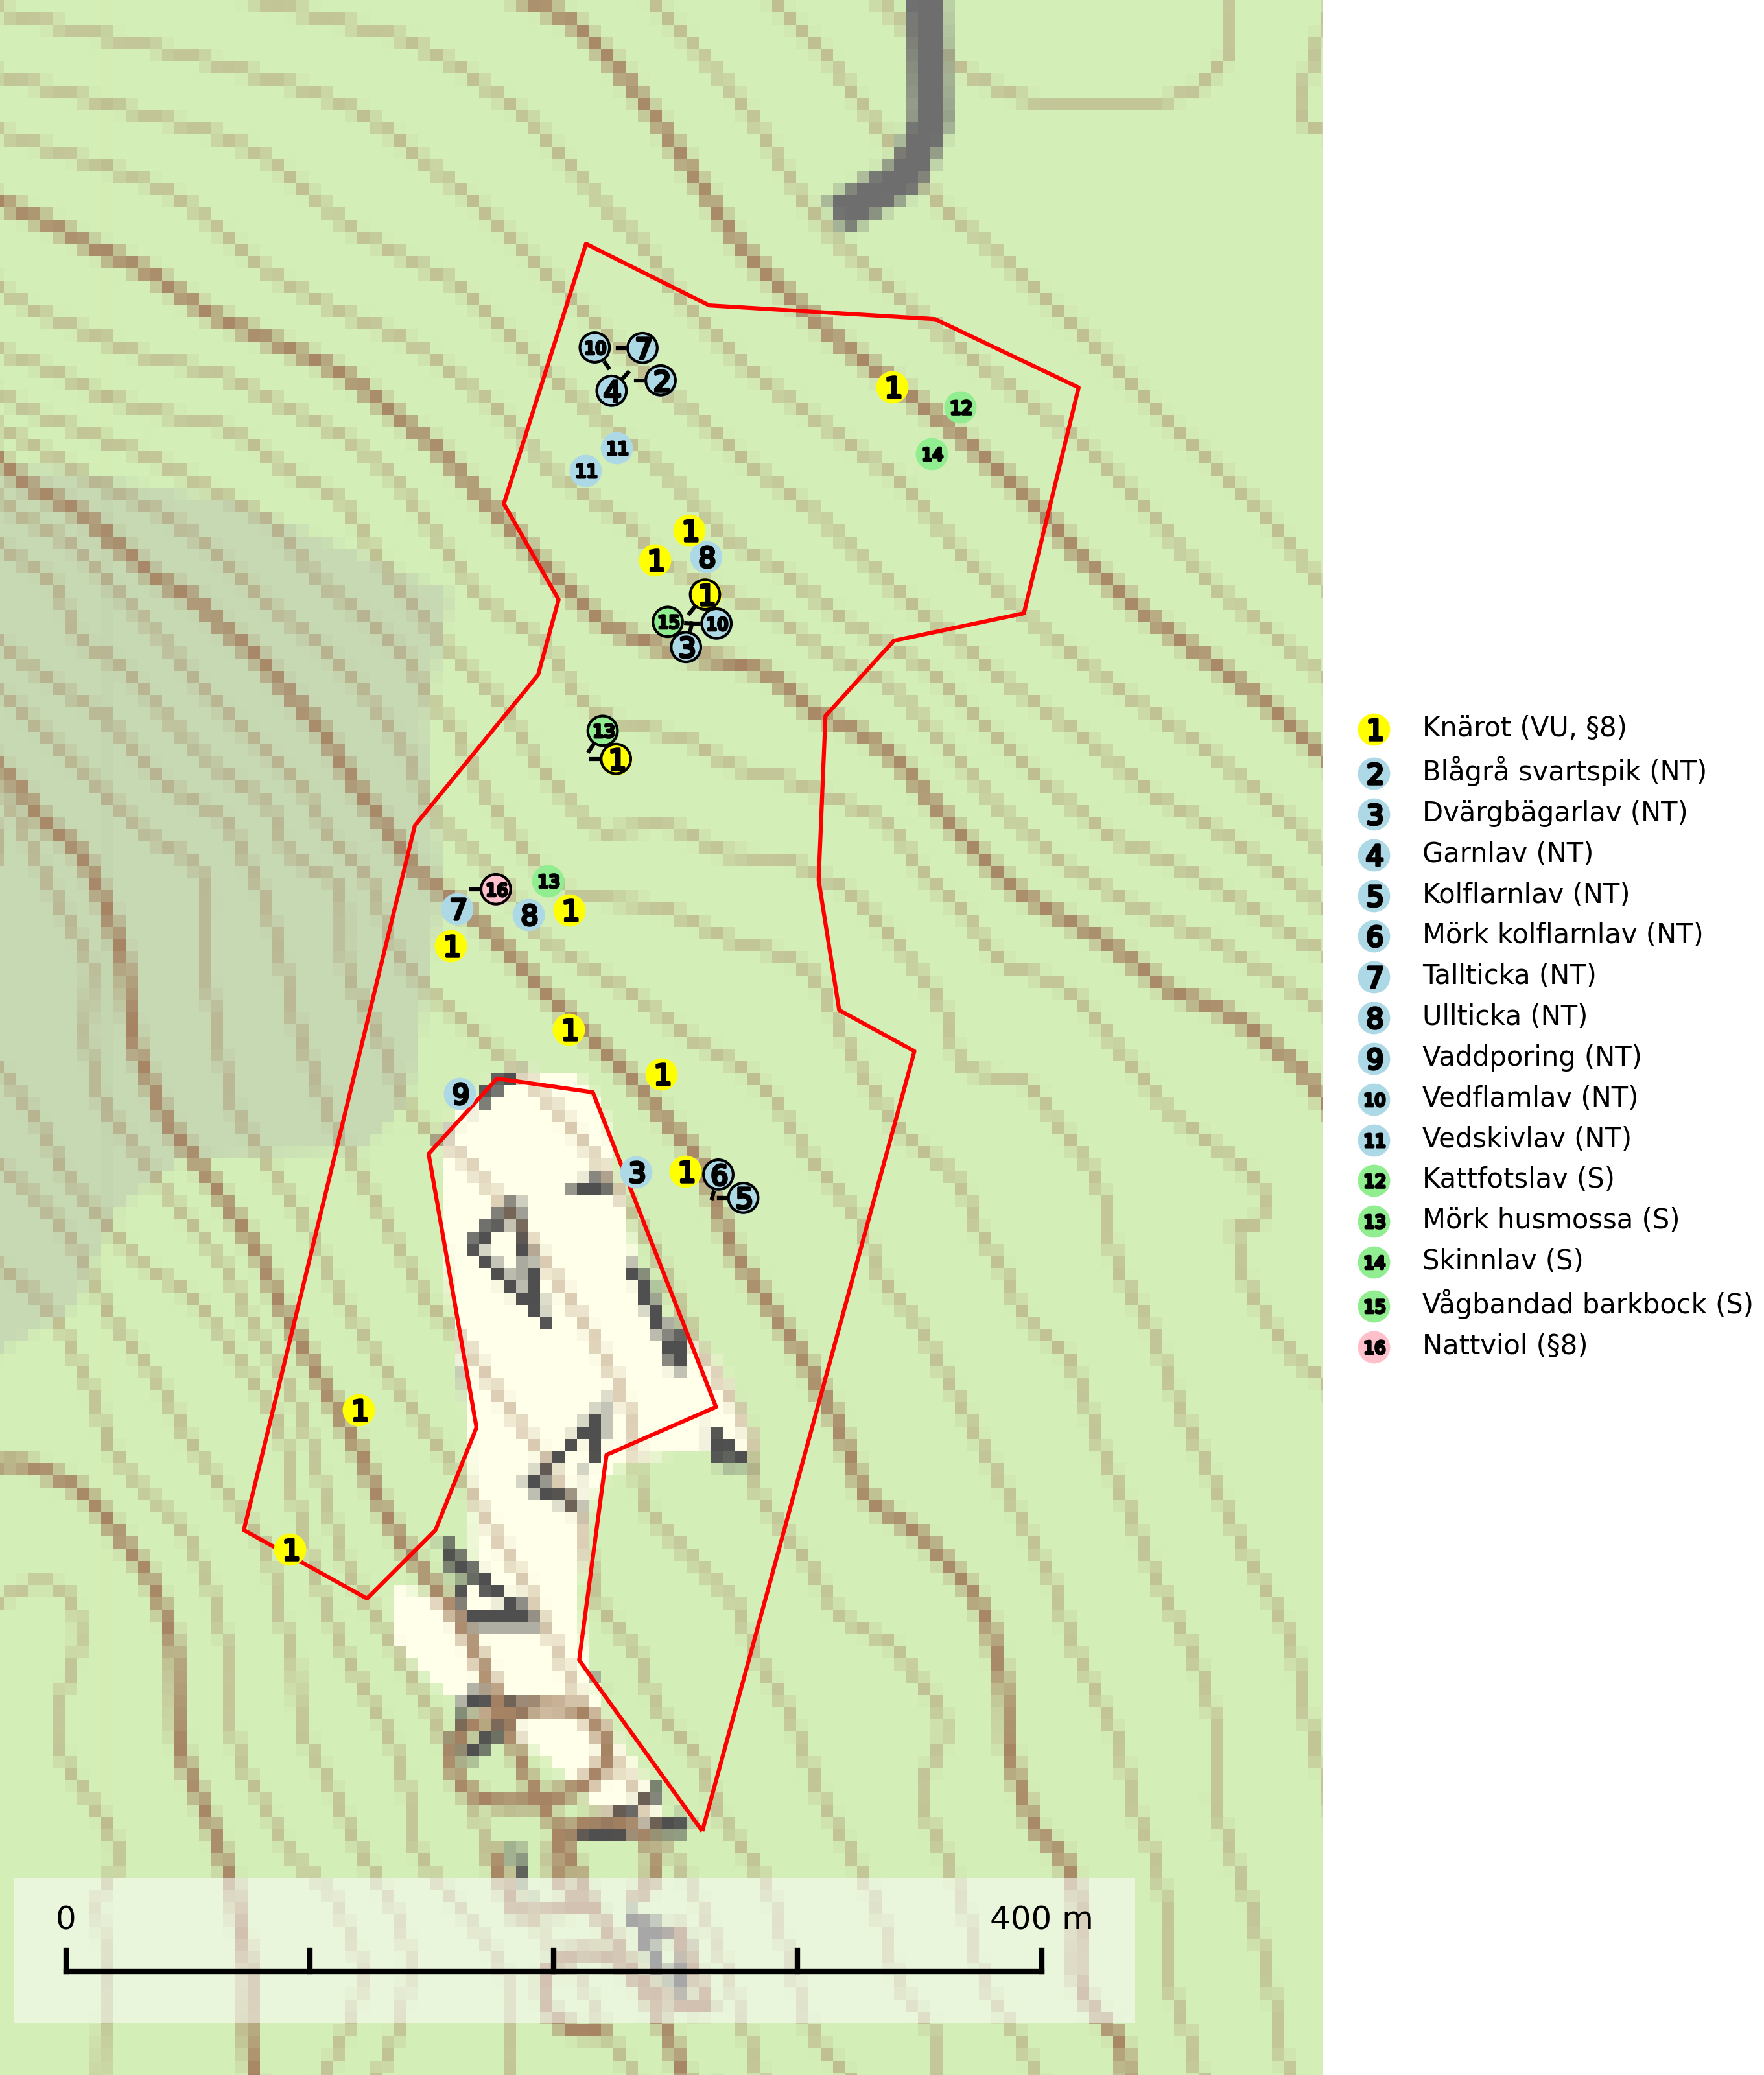 10 7
4 2
1
12
11
14
11
1
1 8
1
15 10
3
13
1
16 13
7 8 1
1
1
1
9
3 1 6
5
1
1
0 400 m
1 Knärot (VU, §8)
2 Blågrå svartspik (NT)
3 Dvärgbägarlav (NT)
4 Garnlav (NT)
5 Kolflarnlav (NT)
6 Mörk kolflarnlav (NT)
7 Tallticka (NT)
8 Ullticka (NT)
9 Vaddporing (NT)
10 Vedflamlav (NT)
11 Vedskivlav (NT)
12 Kattfotslav (S)
13 Mörk husmossa (S)
14 Skinnlav (S)
15 Vågbandad barkbock (S)
16 Nattviol (§8)